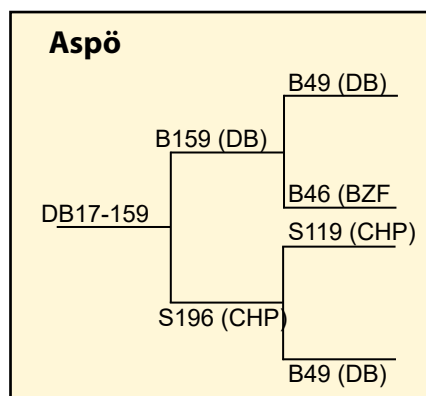 Aspö
B49 (DB)
B159 (DB)
B46 (BZF
DB17-159
S119 (CHP)
S196 (CHP)
B49 (DB)